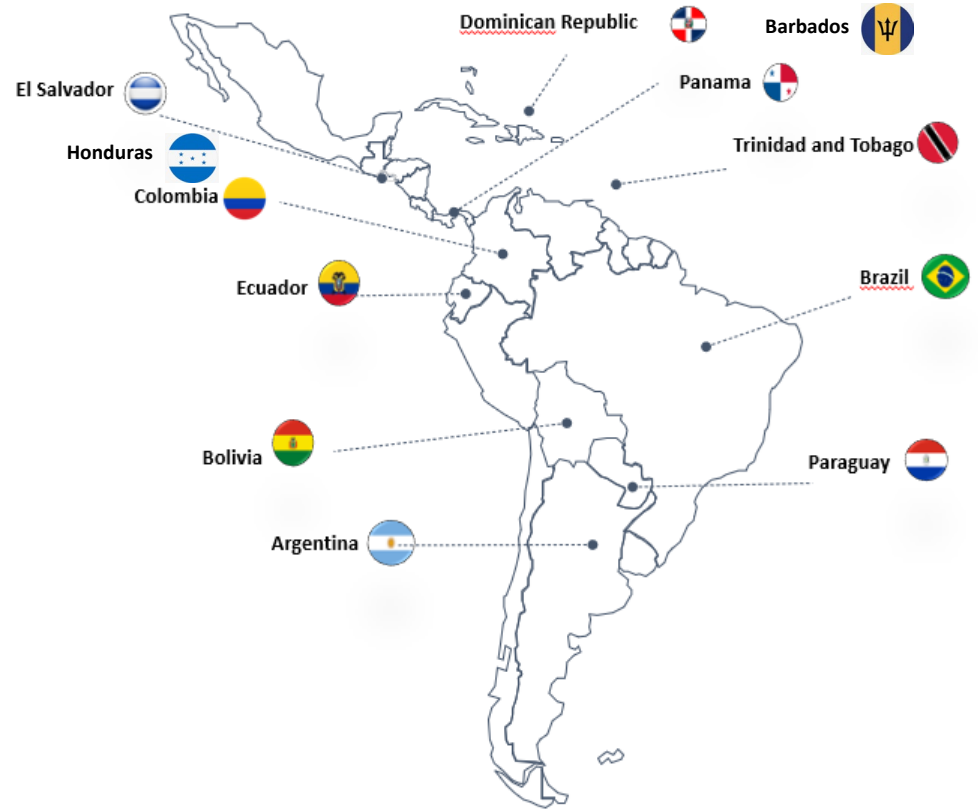 Dominican Republic
Barbados
Panama
El Salvador
Honduras
Trinidad and Tobago
Colombia
Ecuador
Brazil
Bolivia
Paraguay
Argentina